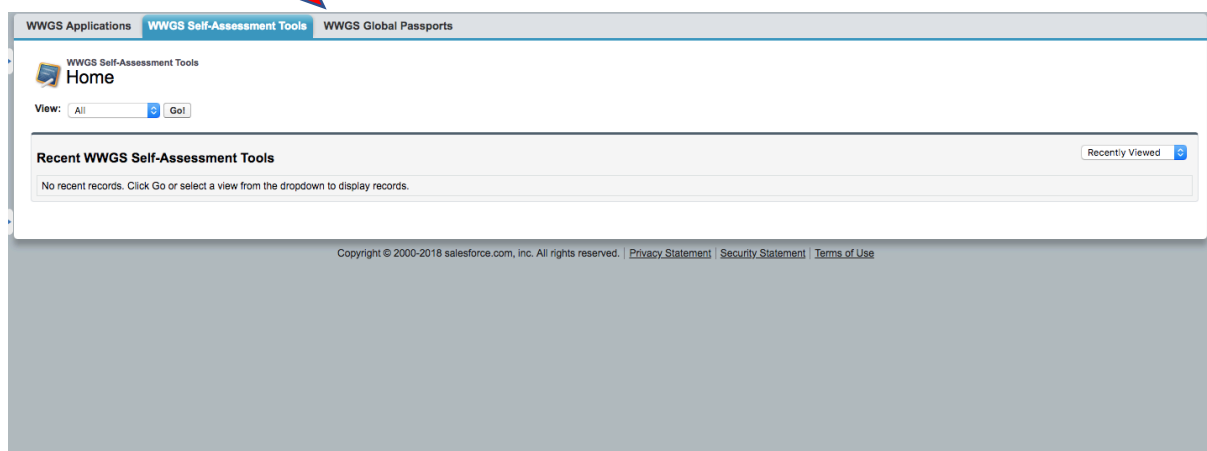 WWGS Applications WWGS Self-Assessment Tools WWGS Global Passports
WWGS Self-Assessment Tools
Home
View: All Go!
Recent WWGS Self-Assessment Tools Recently Viewed
No recent records. Click Go or select a view from the dropdown to display records.
Copyright © 2000-2018 salesforce.com, inc. All rights reserved. | Privacy Statement | Security Statement | Terms of Use